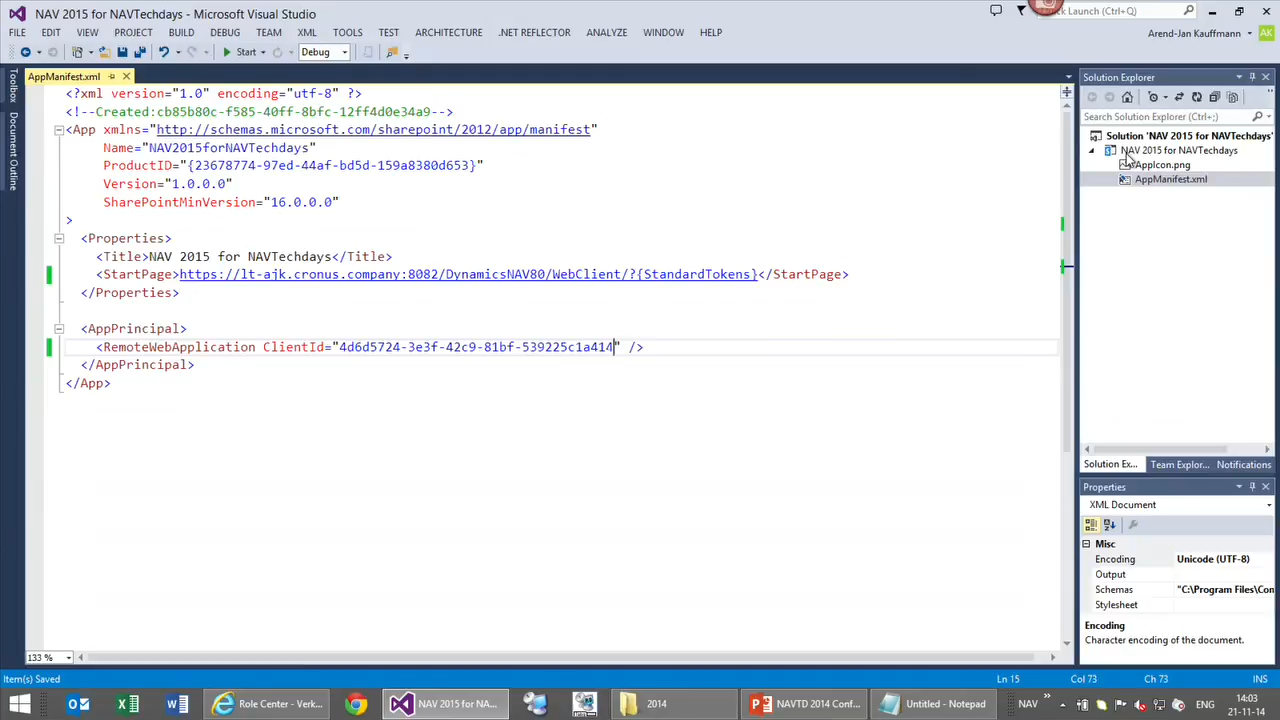 NAV 2015 for NAVTechdays - Microsoft Visual Studio
Launch (Ctrl+Q)
FILE EDIT VIEW PROJECT BUILD DEBUG TEAM XML TOOLS TEST ARCHITECTURE .NET REFLECTOR ANALYZE WINDOW HELP
Arend-Jan Kauffmann AK
Start Debug
Toolbox
Document Outline
AppManifest.xml
<?xml version="1.0" encoding="utf-8" ?>
<!--Created:cb85b80c-f585-40ff-8bfc-12ff4d0e34a9-->
<App xmlns="http://schemas.microsoft.com/sharepoint/2012/app/manifest"
Name="NAV2015forNAVTechdays"
ProductID="{23678774-97ed-44af-bd5d-159a8380d653}"
Version="1.0.0.0"
SharePointMinVersion="16.0.0.0"
>
<Properties>
<Title>NAV 2015 for NAVTechdays</Title>
<StartPage>https://lt-ajk.cronus.company:8082/DynamicsNAV80/WebClient/?{StandardTokens}</StartPage>
</Properties>
<AppPrincipal>
<RemoteWebApplication ClientId="4d6d5724-3e3f-42c9-81bf-539225c1a414" />
</AppPrincipal>
</App>
133 %
Solution Explorer
Search Solution Explorer (Ctrl+;)
Solution 'NAV 2015 for NAVTechdays'
NAV 2015 for NAVTechdays
AppIcon.png
AppManifest.xml
Solution Ex... Team Explor... Notifications
Properties
XML Document
Misc
Encoding Unicode (UTF-8)
Output
Schemas "C:\Program Files\Con
Stylesheet
Encoding
Character encoding of the document.
Item(s) Saved Ln 15 Col 73 Ch 73 INS
Role Center - Verk... NAV 2015 for NA... 2014 NAVTD 2014 Conf... Untitled - Notepad NAV ENG
14:03
21-11-14